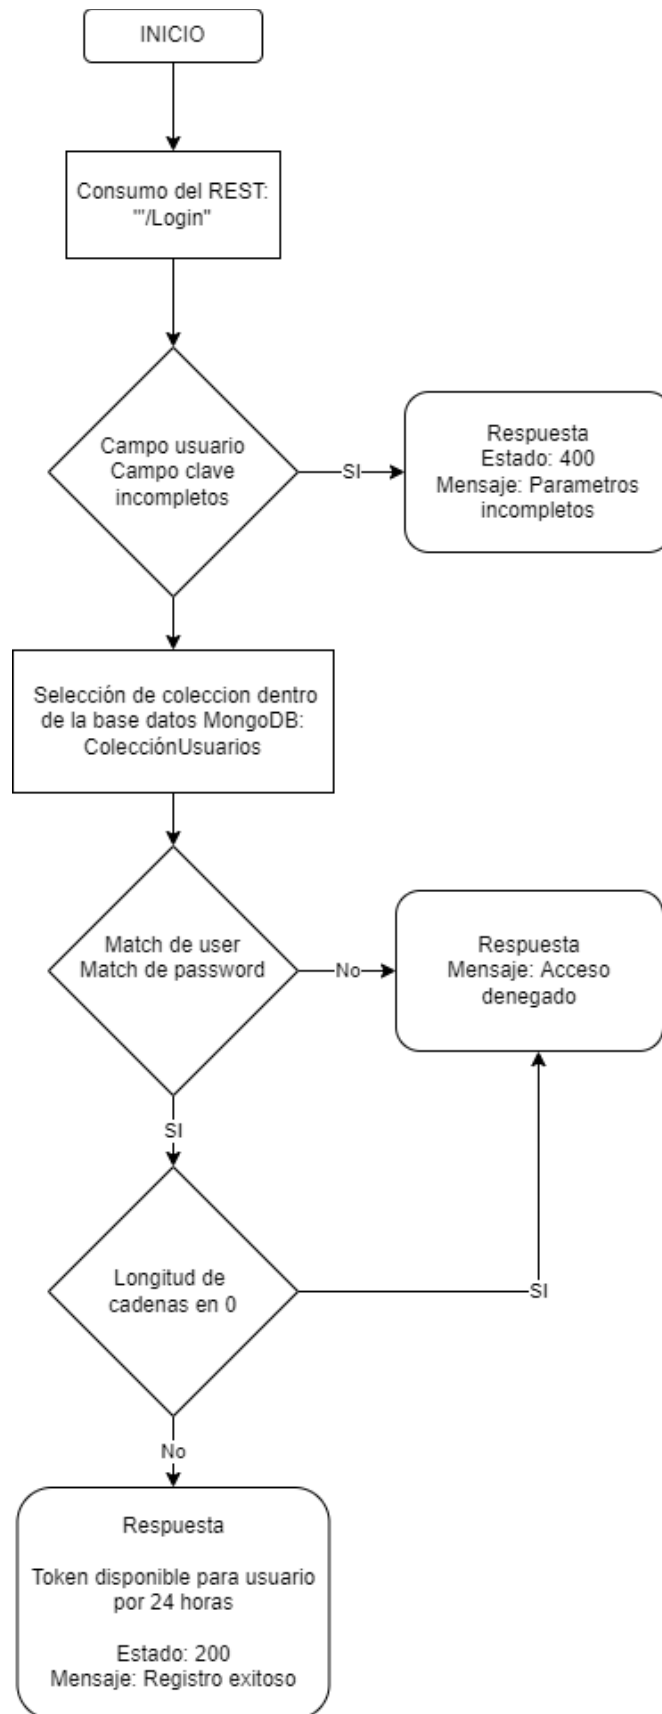 INICIO
Consumo del REST:
'"/Login"
Campo usuario
Campo clave
incompletos
SI
Respuesta
Estado: 400
Mensaje: Parametros
incompletos
Selección de coleccion dentro
de la base datos MongoDB:
ColecciónUsuarios
Match de user
Match de password
No
Respuesta
Mensaje: Acceso
denegado
SI
Longitud de
cadenas en 0
SI
No
Respuesta
Token disponible para usuario
por 24 horas
Estado: 200
Mensaje: Registro exitoso